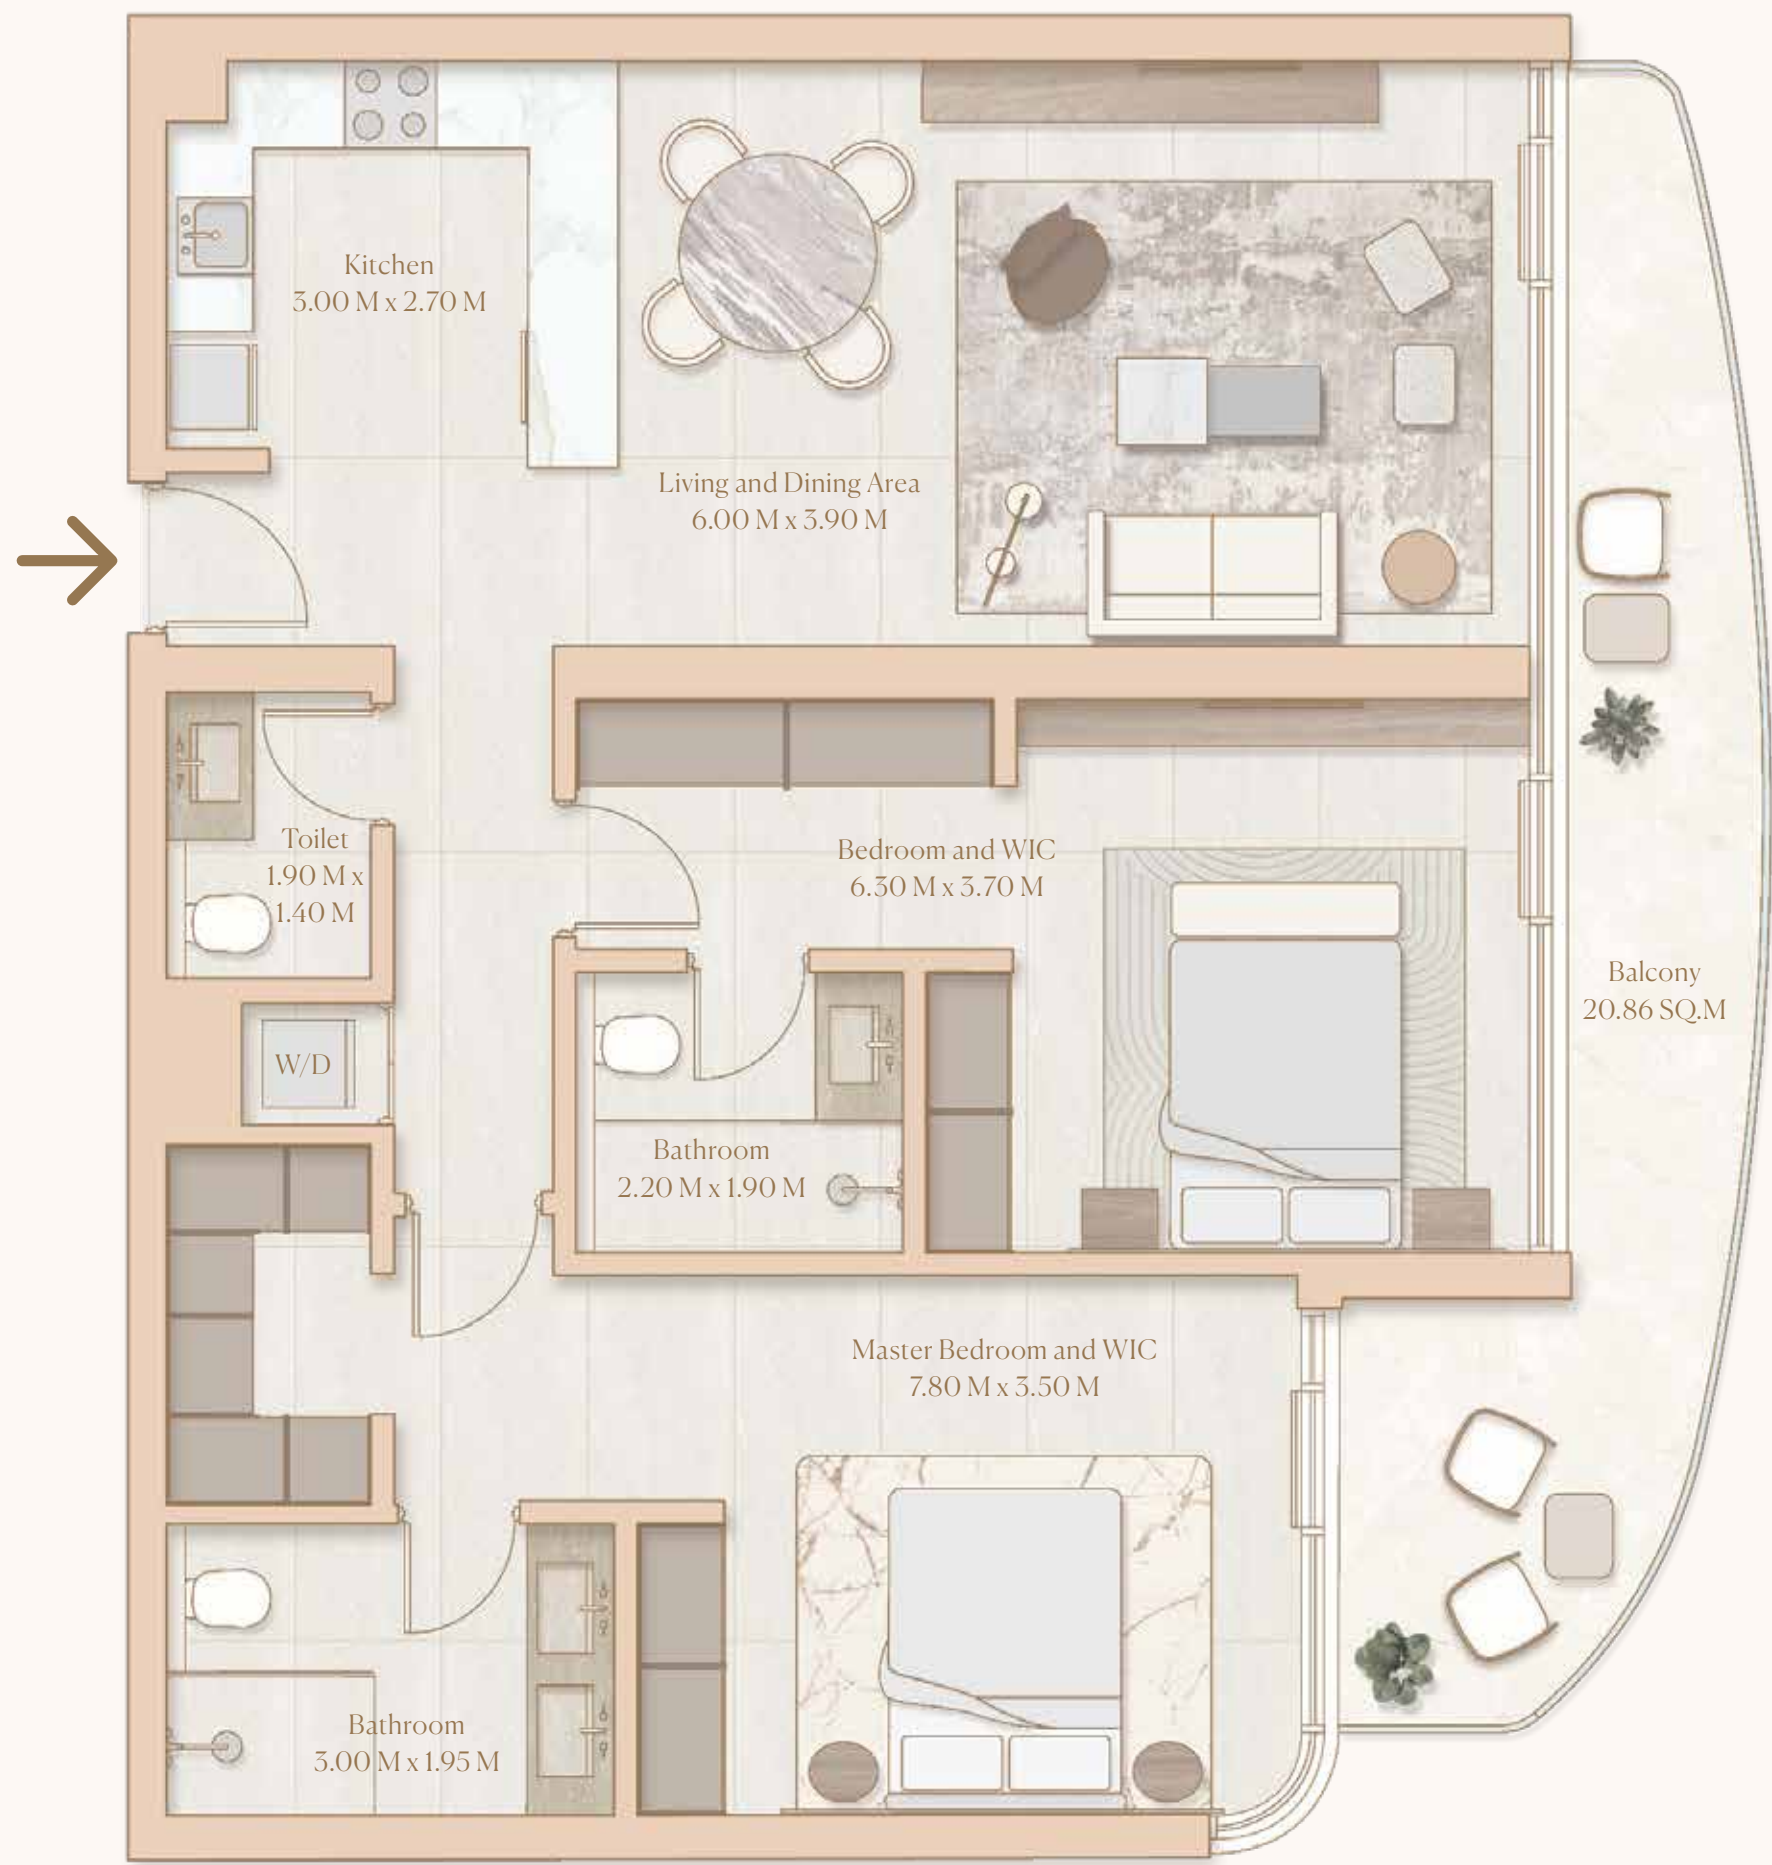 Kitchen
3.00 M x 2.70 M
Living and Dining Area
6.00 M x 3.90 M
Toilet
1.90 M x
1.40 M
Bedroom and WIC
6.30 M x 3.70 M
Balcony
20.86 SQ.M
W/D
Bathroom
2.20 M x 1.90 M
Master Bedroom and WIC
7.80 M x 3.50 M
Bathroom
3.00 M x 1.95 M